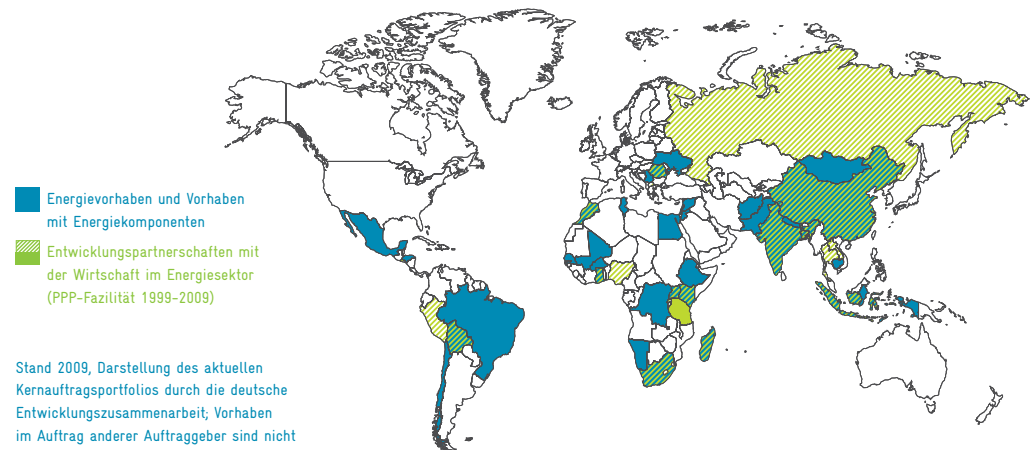 Energievorhaben und Vorhaben
mit Energiekomponenten
Entwicklungspartnerschaften mit
der Wirtschaft im Energiesektor
(PPP-Fazilität 1999-2009)
Stand 2009, Darstellung des aktuellen
Kernauftragsportfolios durch die deutsche
Entwicklungszusammenarbeit; Vorhaben
im Auftrag anderer Auftraggeber sind nicht